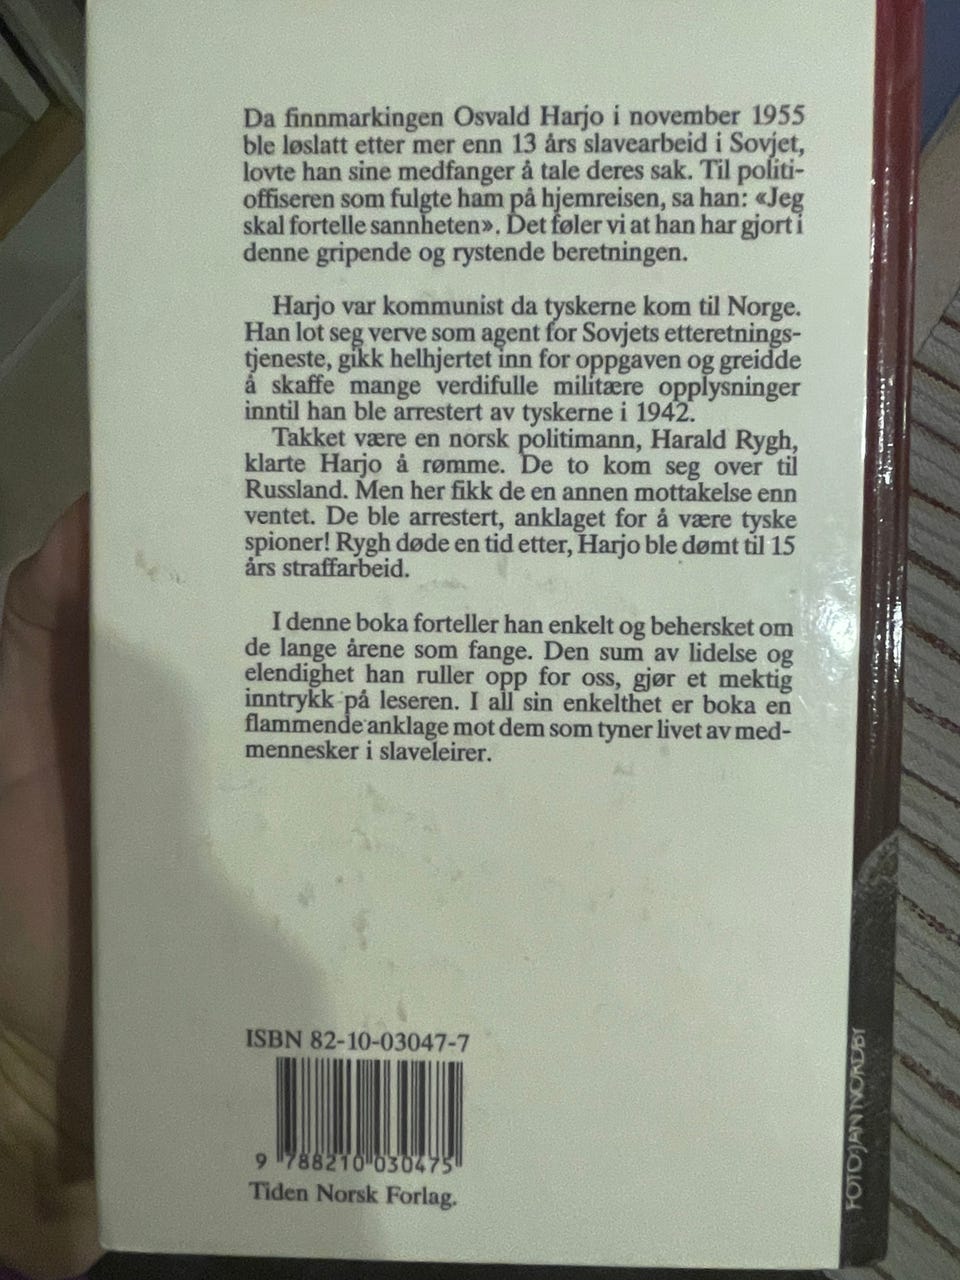 Da finnmarkingen Osvald Harjo i november 1955
ble løslatt etter mer enn 13 års slavearbeid i Sovjet,
lovte han sine medfanger å tale deres sak. Til politi-
offiseren som fulgte ham på hjemreisen, sa han: «Jeg
skal fortelle sannheten». Det føler vi at han har gjort i
denne gripende og rystende beretningen.
Harjo var kommunist da tyskerne kom til Norge.
Han lot seg verve som agent for Sovjets etteretnings-
tjeneste, gikk helhjertet inn for oppgaven og greidde
å skaffe mange verdifulle militære opplysninger
inntil han ble arrestert av tyskerne i 1942.
Takket være en norsk politimann, Harald Rygh,
klarte Harjo å rømme. De to kom seg over til
Russland. Men her fikk de en annen mottakelse enn
ventet. De ble arrestert, anklaget for å være tyske
spioner! Rygh døde en tid etter, Harjo ble dømt til 15
års straffarbeid.
I denne boka forteller han enkelt og behersket om
de lange årene som fange. Den sum av lidelse og
elendighet han ruller opp for oss, gjør et mektig
inntrykk på leseren. I all sin enkelthet er boka en
flammende anklage mot dem som tyner livet av med-
mennesker i slaveleirer.
ISBN 82-10-03047-7
9 788210 030475
Tiden Norsk Forlag.
FOTO: JAN NORDBY